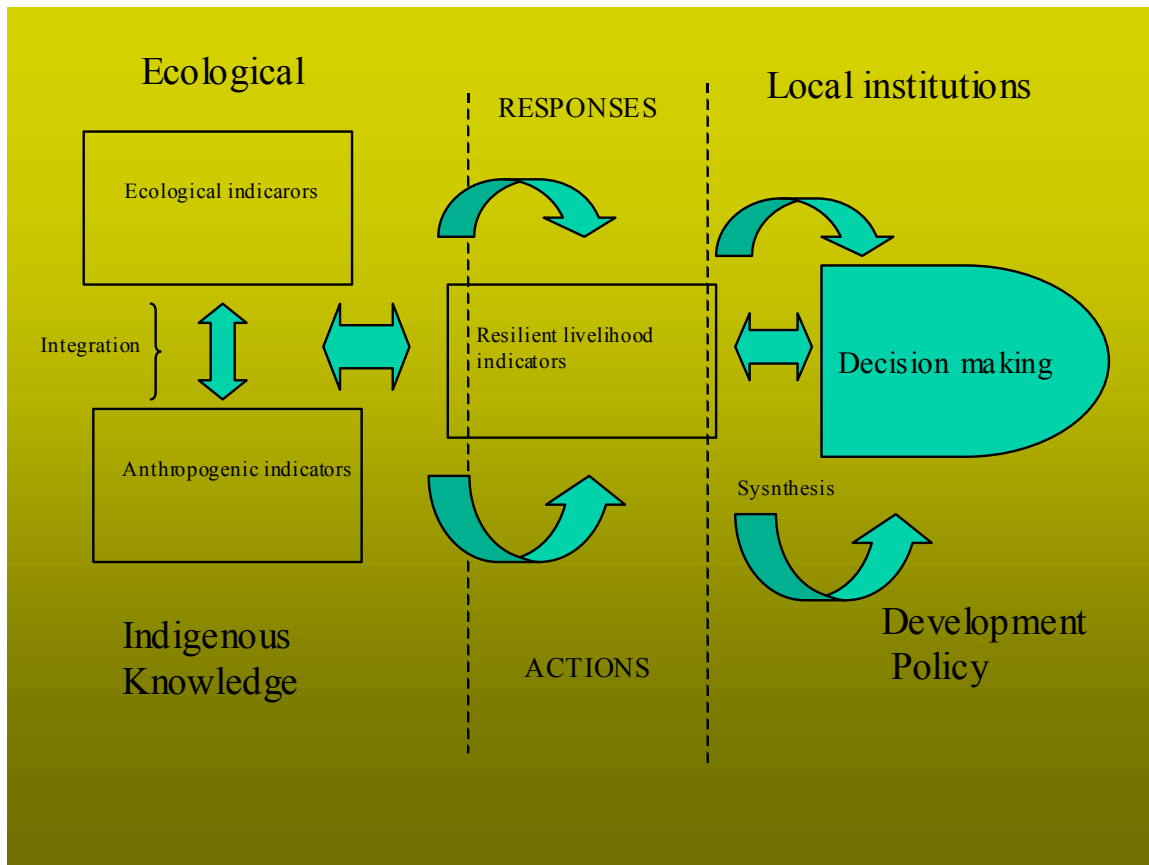 Ecological
RESPONSES
Local institutions
Ecological indicarors
Integration
Resilient livelihood
indicators
Decision making
Anthropogenic indicators
Sysnthesis
Indigenous
Knowledge
ACTIONS
Development
Policy